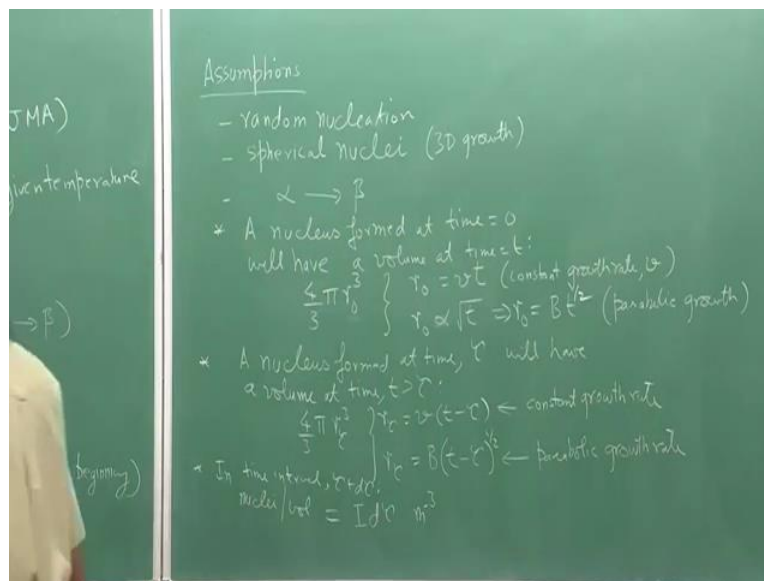 JMA)
given temperature
→ β)
beginning)
Assumptions
- random nucleation
- spherical nuclei (3D growth)
- α → β
* A nucleus formed at time = 0
will have a volume at time = t:
4/3 π r₀³ } r₀ = vt (constant growth rate, v)
r₀ ∝ √t ⇒ r₀ = B t^1/2 (parabolic growth)
* A nucleus formed at time, τ will have
a volume at time, t > τ:
4/3 π r_τ³ } r_τ = v(t-τ) ← constant growth rate
r_τ = B(t-τ)^1/2 ← parabolic growth rate
* In time interval, τ+dτ:
nuclei/vol = I dτ m⁻³